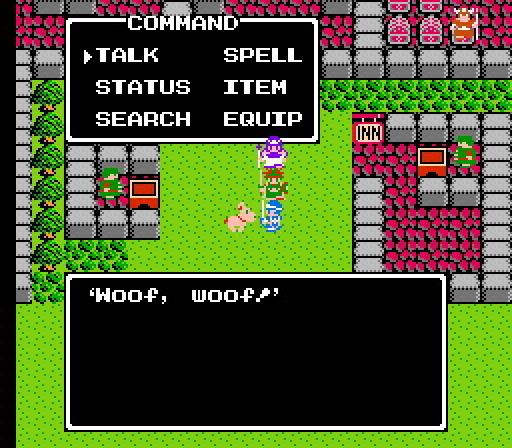 COMMAND
TALK SPELL
STATUS ITEM
SEARCH EQUIP
INN
‘Woof, woof!’